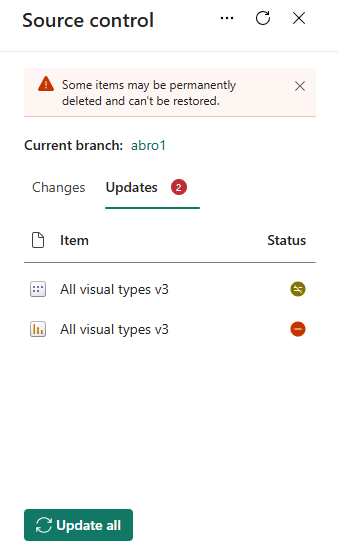 Source control
Some items may be permanently
deleted and can't be restored.
Current branch: abro1
Changes Updates 2
Item Status
All visual types v3
All visual types v3
Update all